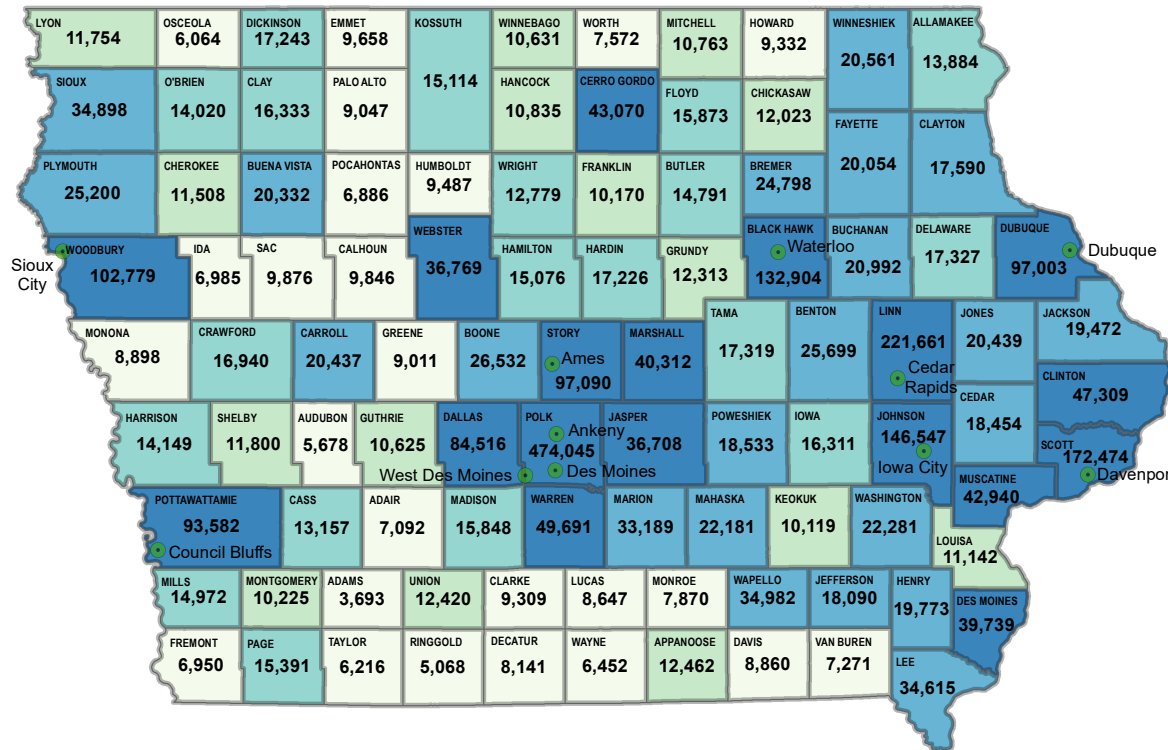 LYON
11,754
OSCEOLA
6,064
DICKINSON
17,243
EMMET
9,658
KOSSUTH
15,114
WINNEBAGO
10,631
WORTH
7,572
MITCHELL
10,763
HOWARD
9,332
WINNESHIEK
20,561
ALLAMAKEE
13,884
SIOUX
34,898
O'BRIEN
14,020
CLAY
16,333
PALO ALTO
9,047
HANCOCK
10,835
CERRO GORDO
43,070
FLOYD
15,873
CHICKASAW
12,023
FAYETTE
20,054
CLAYTON
17,590
PLYMOUTH
25,200
CHEROKEE
11,508
BUENA VISTA
20,332
POCAHONTAS
6,886
HUMBOLDT
9,487
WRIGHT
12,779
FRANKLIN
10,170
BUTLER
14,791
BREMER
24,798
WOODBURY
102,779
Sioux
City
IDA
6,985
SAC
9,876
CALHOUN
9,846
WEBSTER
36,769
HAMILTON
15,076
HARDIN
17,226
GRUNDY
12,313
BLACK HAWK
Waterloo
132,904
BUCHANAN
20,992
DELAWARE
17,327
DUBUQUE
97,003
Dubuque
MONONA
8,898
CRAWFORD
16,940
CARROLL
20,437
GREENE
9,011
BOONE
26,532
STORY
Ames
97,090
MARSHALL
40,312
TAMA
17,319
BENTON
25,699
LINN
221,661
Cedar
Rapids
JONES
20,439
JACKSON
19,472
CLINTON
47,309
CEDAR
18,454
HARRISON
14,149
SHELBY
11,800
AUDUBON
5,678
GUTHRIE
10,625
DALLAS
84,516
West Des Moines
POLK
Ankeny
474,045
Des Moines
JASPER
36,708
POWESHIEK
18,533
IOWA
16,311
JOHNSON
146,547
Iowa City
SCOTT
172,474
Davenpor
MUSCATINE
42,940
POTTAWATTAMIE
93,582
Council Bluffs
CASS
13,157
ADAIR
7,092
MADISON
15,848
WARREN
49,691
MARION
33,189
MAHASKA
22,181
KEOKUK
10,119
WASHINGTON
22,281
LOUISA
11,142
MILLS
14,972
MONTGOMERY
10,225
ADAMS
3,693
UNION
12,420
CLARKE
9,309
LUCAS
8,647
MONROE
7,870
WAPELLO
34,982
JEFFERSON
18,090
HENRY
19,773
DES MOINES
39,739
FREMONT
6,950
PAGE
15,391
TAYLOR
6,216
RINGGOLD
5,068
DECATUR
8,141
WAYNE
6,452
APPANOOSE
12,462
DAVIS
8,860
VAN BUREN
7,271
LEE
34,615